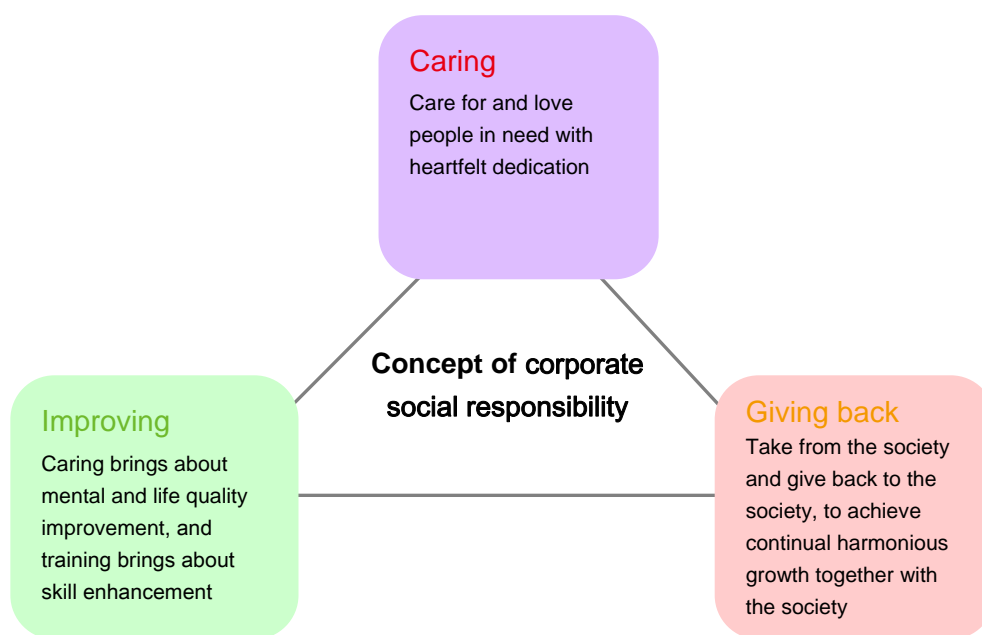 Caring
Care for and love
people in need with
heartfelt dedication
Concept of corporate
social responsibility
Improving
Caring brings about
mental and life quality
improvement, and
training brings about
skill enhancement
Giving back
Take from the society
and give back to the
society, to achieve
continual harmonious
growth together with
the society